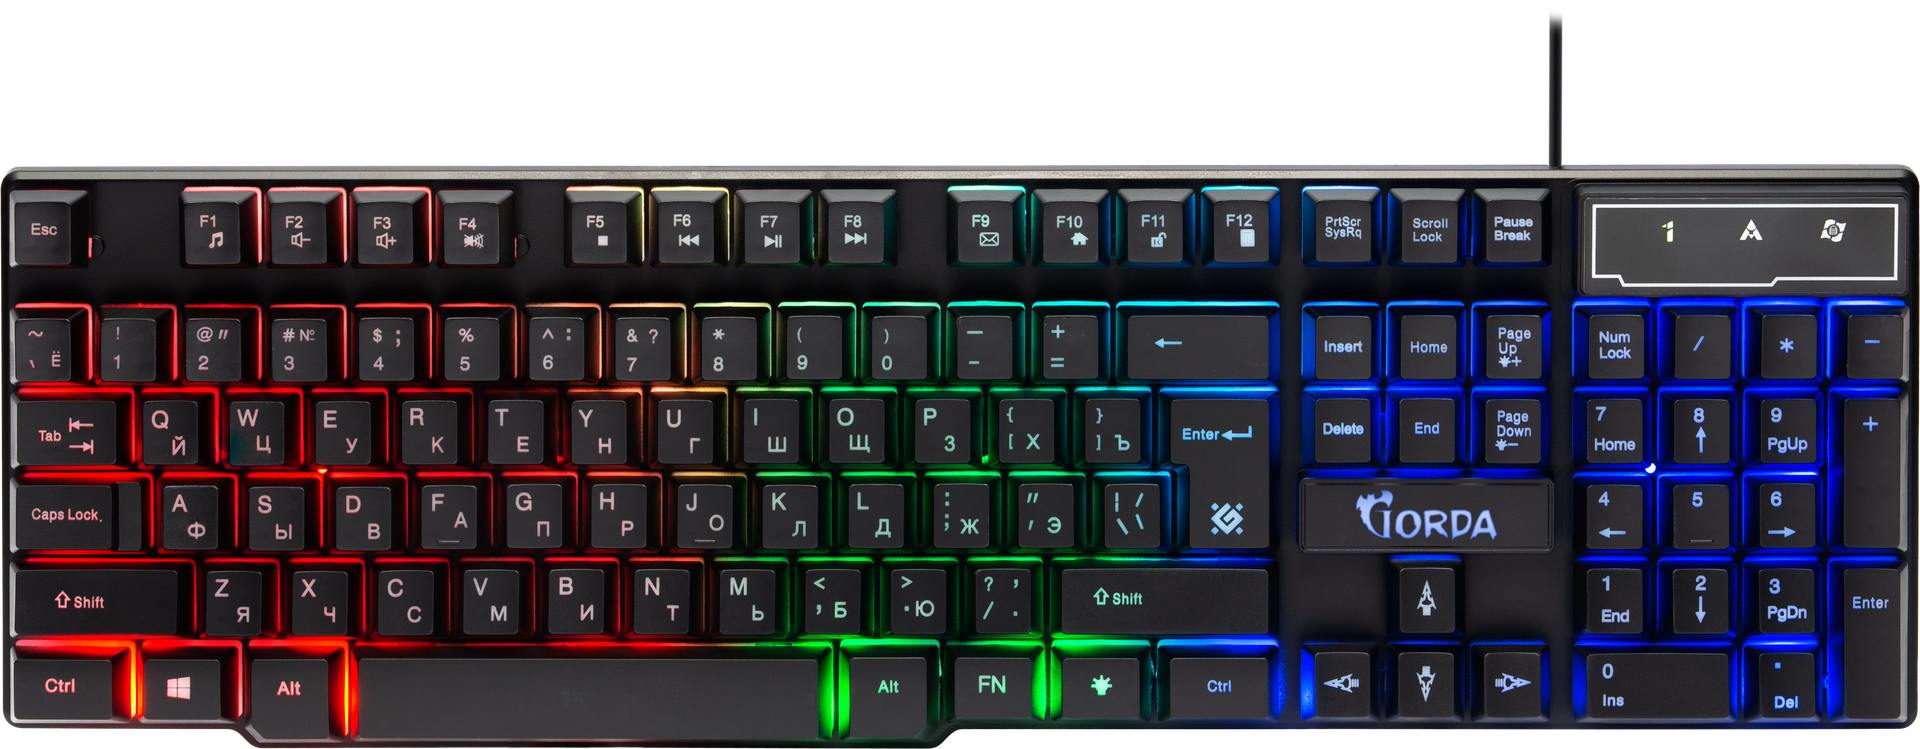 Esc F1 F2 F3 F4 F5 F6 F7 F8 F9 F10 F11 F12 PrtScr SysRq Scroll Lock Pause Break 1 A
~ ` Ё ! 1 @ " 2 # № 3 $ ; 4 % 5 ^ : 6 & ? 7 * 8 ( 9 ) 0 — - + = ← Insert Home Page Up Num Lock / * −
Tab Q Й W Ц E У R К T Е Y Н U Г I Ш O Щ P З { [ Х } ] Ъ Enter Delete End Page Down 7 Home 8 ↑ 9 PgUp +
Caps Lock A Ф S Ы D В F А G П H Р J О K Л L Д : ; Ж " ' Э | / \ \ GORDA 4 ← 5 6 →
Shift Z Я X Ч C С V М B И N Т M Ь < , Б > . Ю ? , / . Shift 1 End 2 ↓ 3 PgDn Enter
Ctrl Alt Alt FN Ctrl 0 Ins . Del